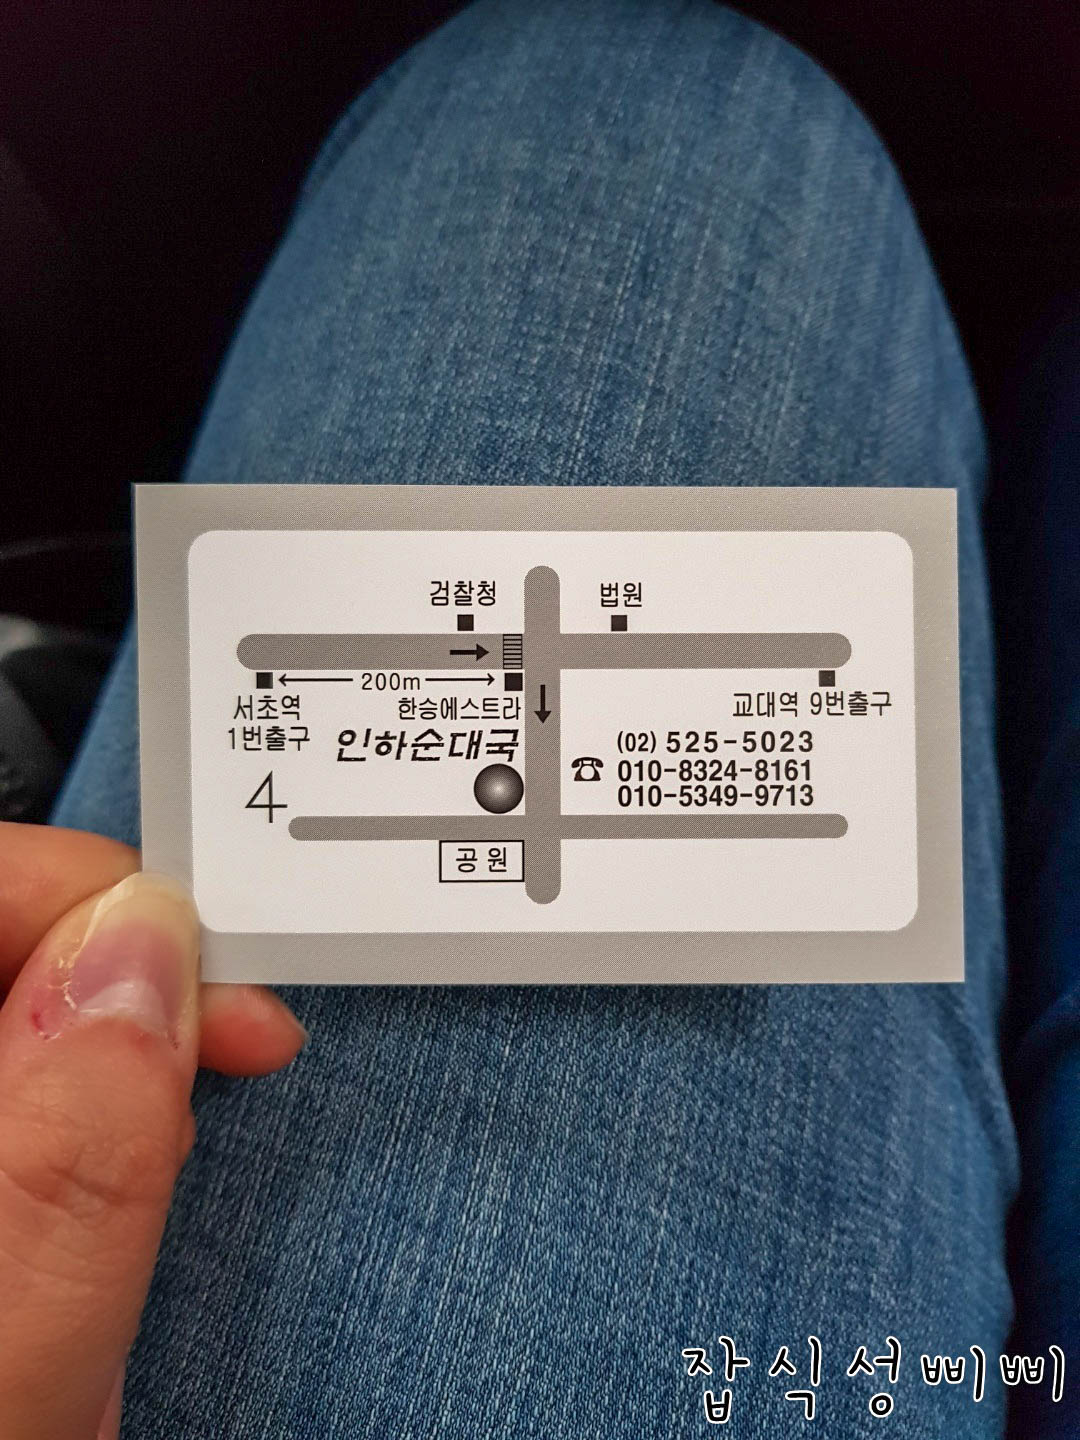 검찰청
법원
200m
서초역
1번출구
한승에스트라
교대역 9번출구
인하순대국
(02) 525-5023
☎ 010-8324-8161
010-5349-9713
4
공원
잡식성삐삐